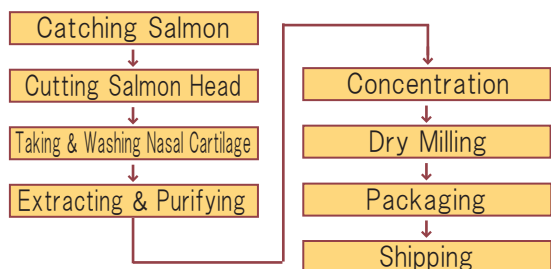 Catching Salmon
Cutting Salmon Head
Taking & Washing Nasal Cartilage
Extracting & Purifying
Concentration
Dry Milling
Packaging
Shipping